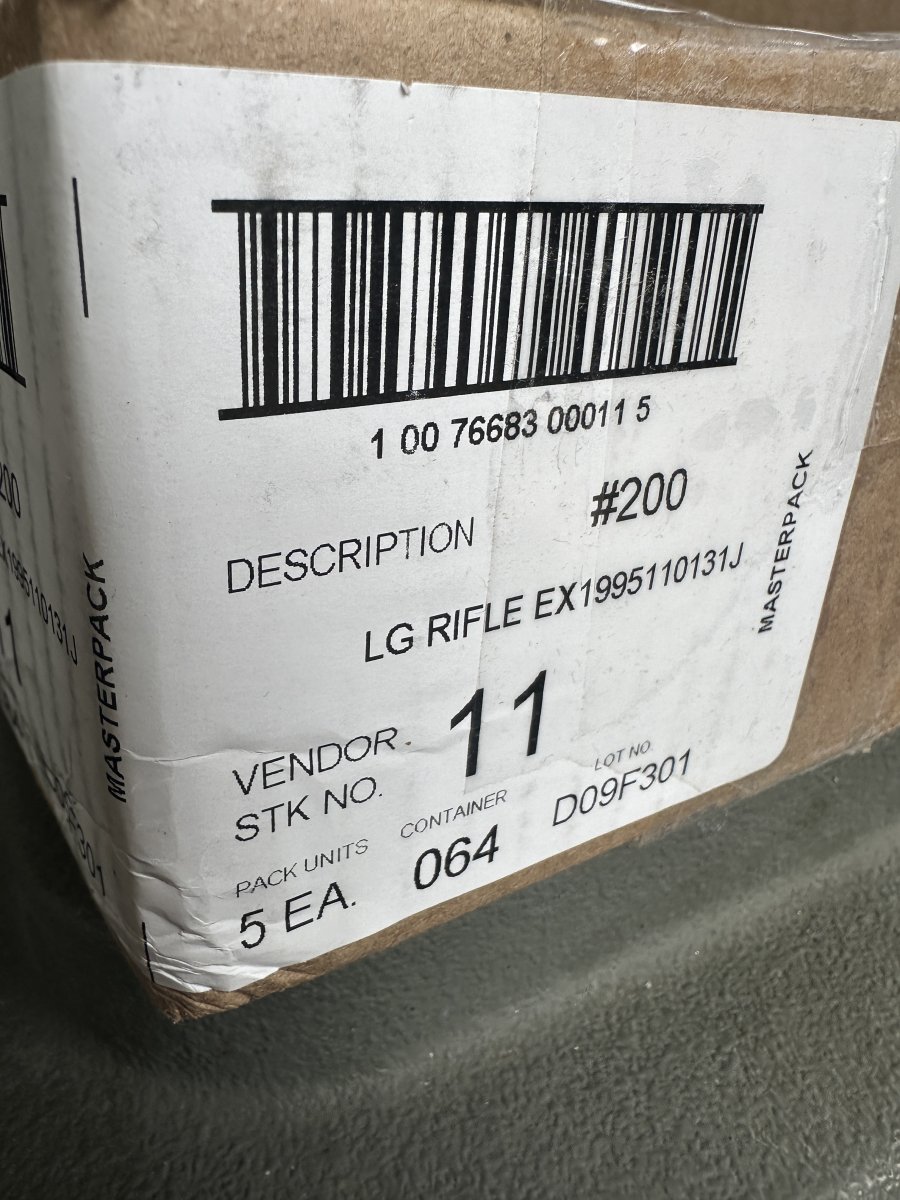 1 00 76683 00011 5
DESCRIPTION #200
LG RIFLE EX1995110131J
MASTERPACK
VENDOR
STK NO.
11
PACK UNITS
5 EA.
CONTAINER
064
LOT NO.
D09F301
MASTERPACK